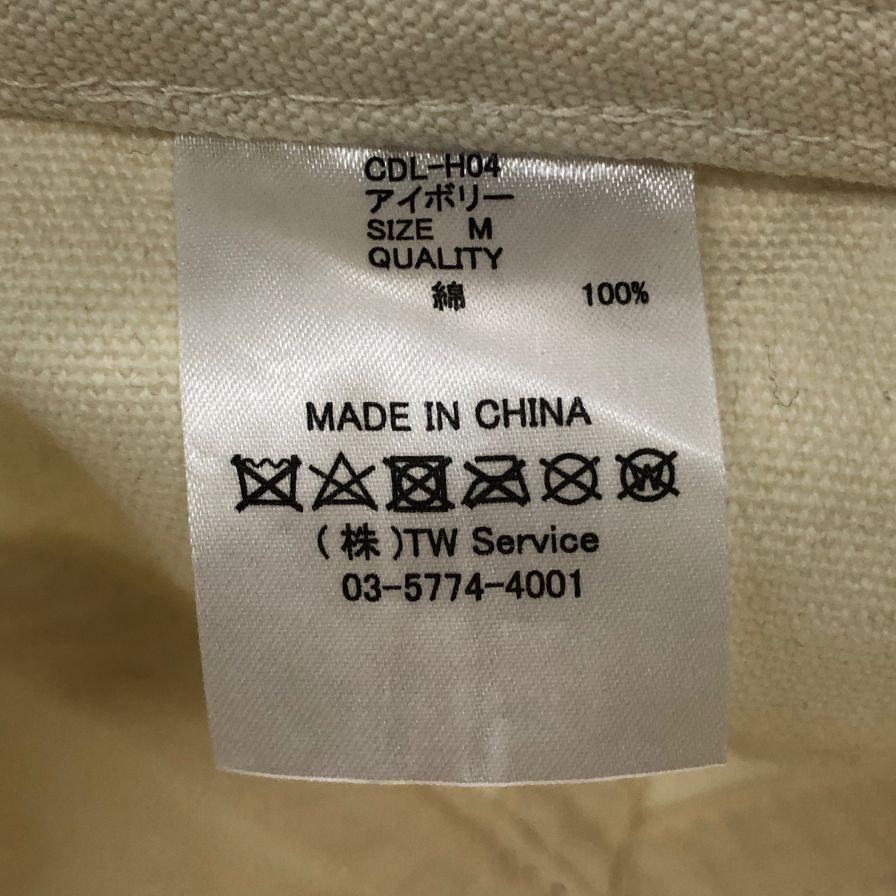 CDL-H04
アイボリー
SIZE M
QUALITY
綿 100%
MADE IN CHINA
W
(株)TW Service
03-5774-4001